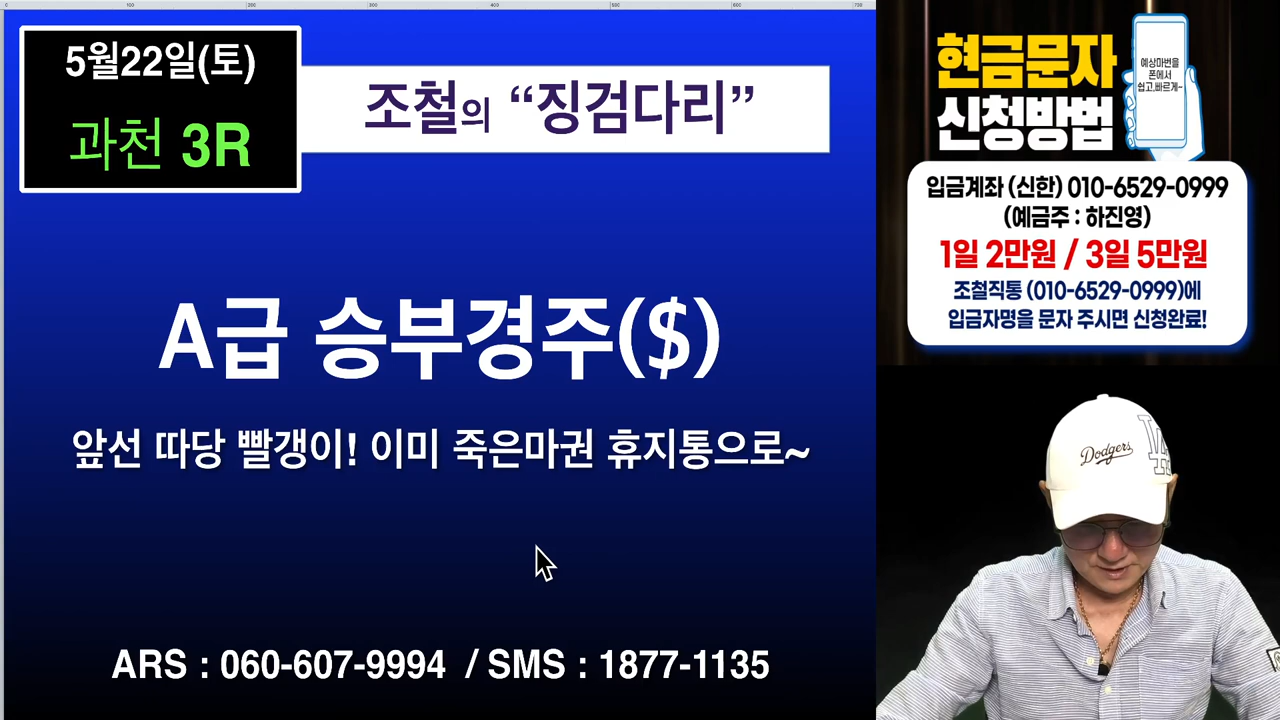 5월22일(토)
과천 3R
조철의 “징검다리”
A급 승부경주($)
앞선 따당 빨갱이! 이미 죽은마권 휴지통으로~
ARS : 060-607-9994 / SMS : 1877-1135
현금문자
신청방법
예상마번을
폰에서
쉽고,빠르게~
입금계좌 (신한) 010-6529-0999
(예금주 : 하진영)
1일 2만원 / 3일 5만원
조철직통 (010-6529-0999)에
입금자명을 문자 주시면 신청완료!
Dodgers
LA